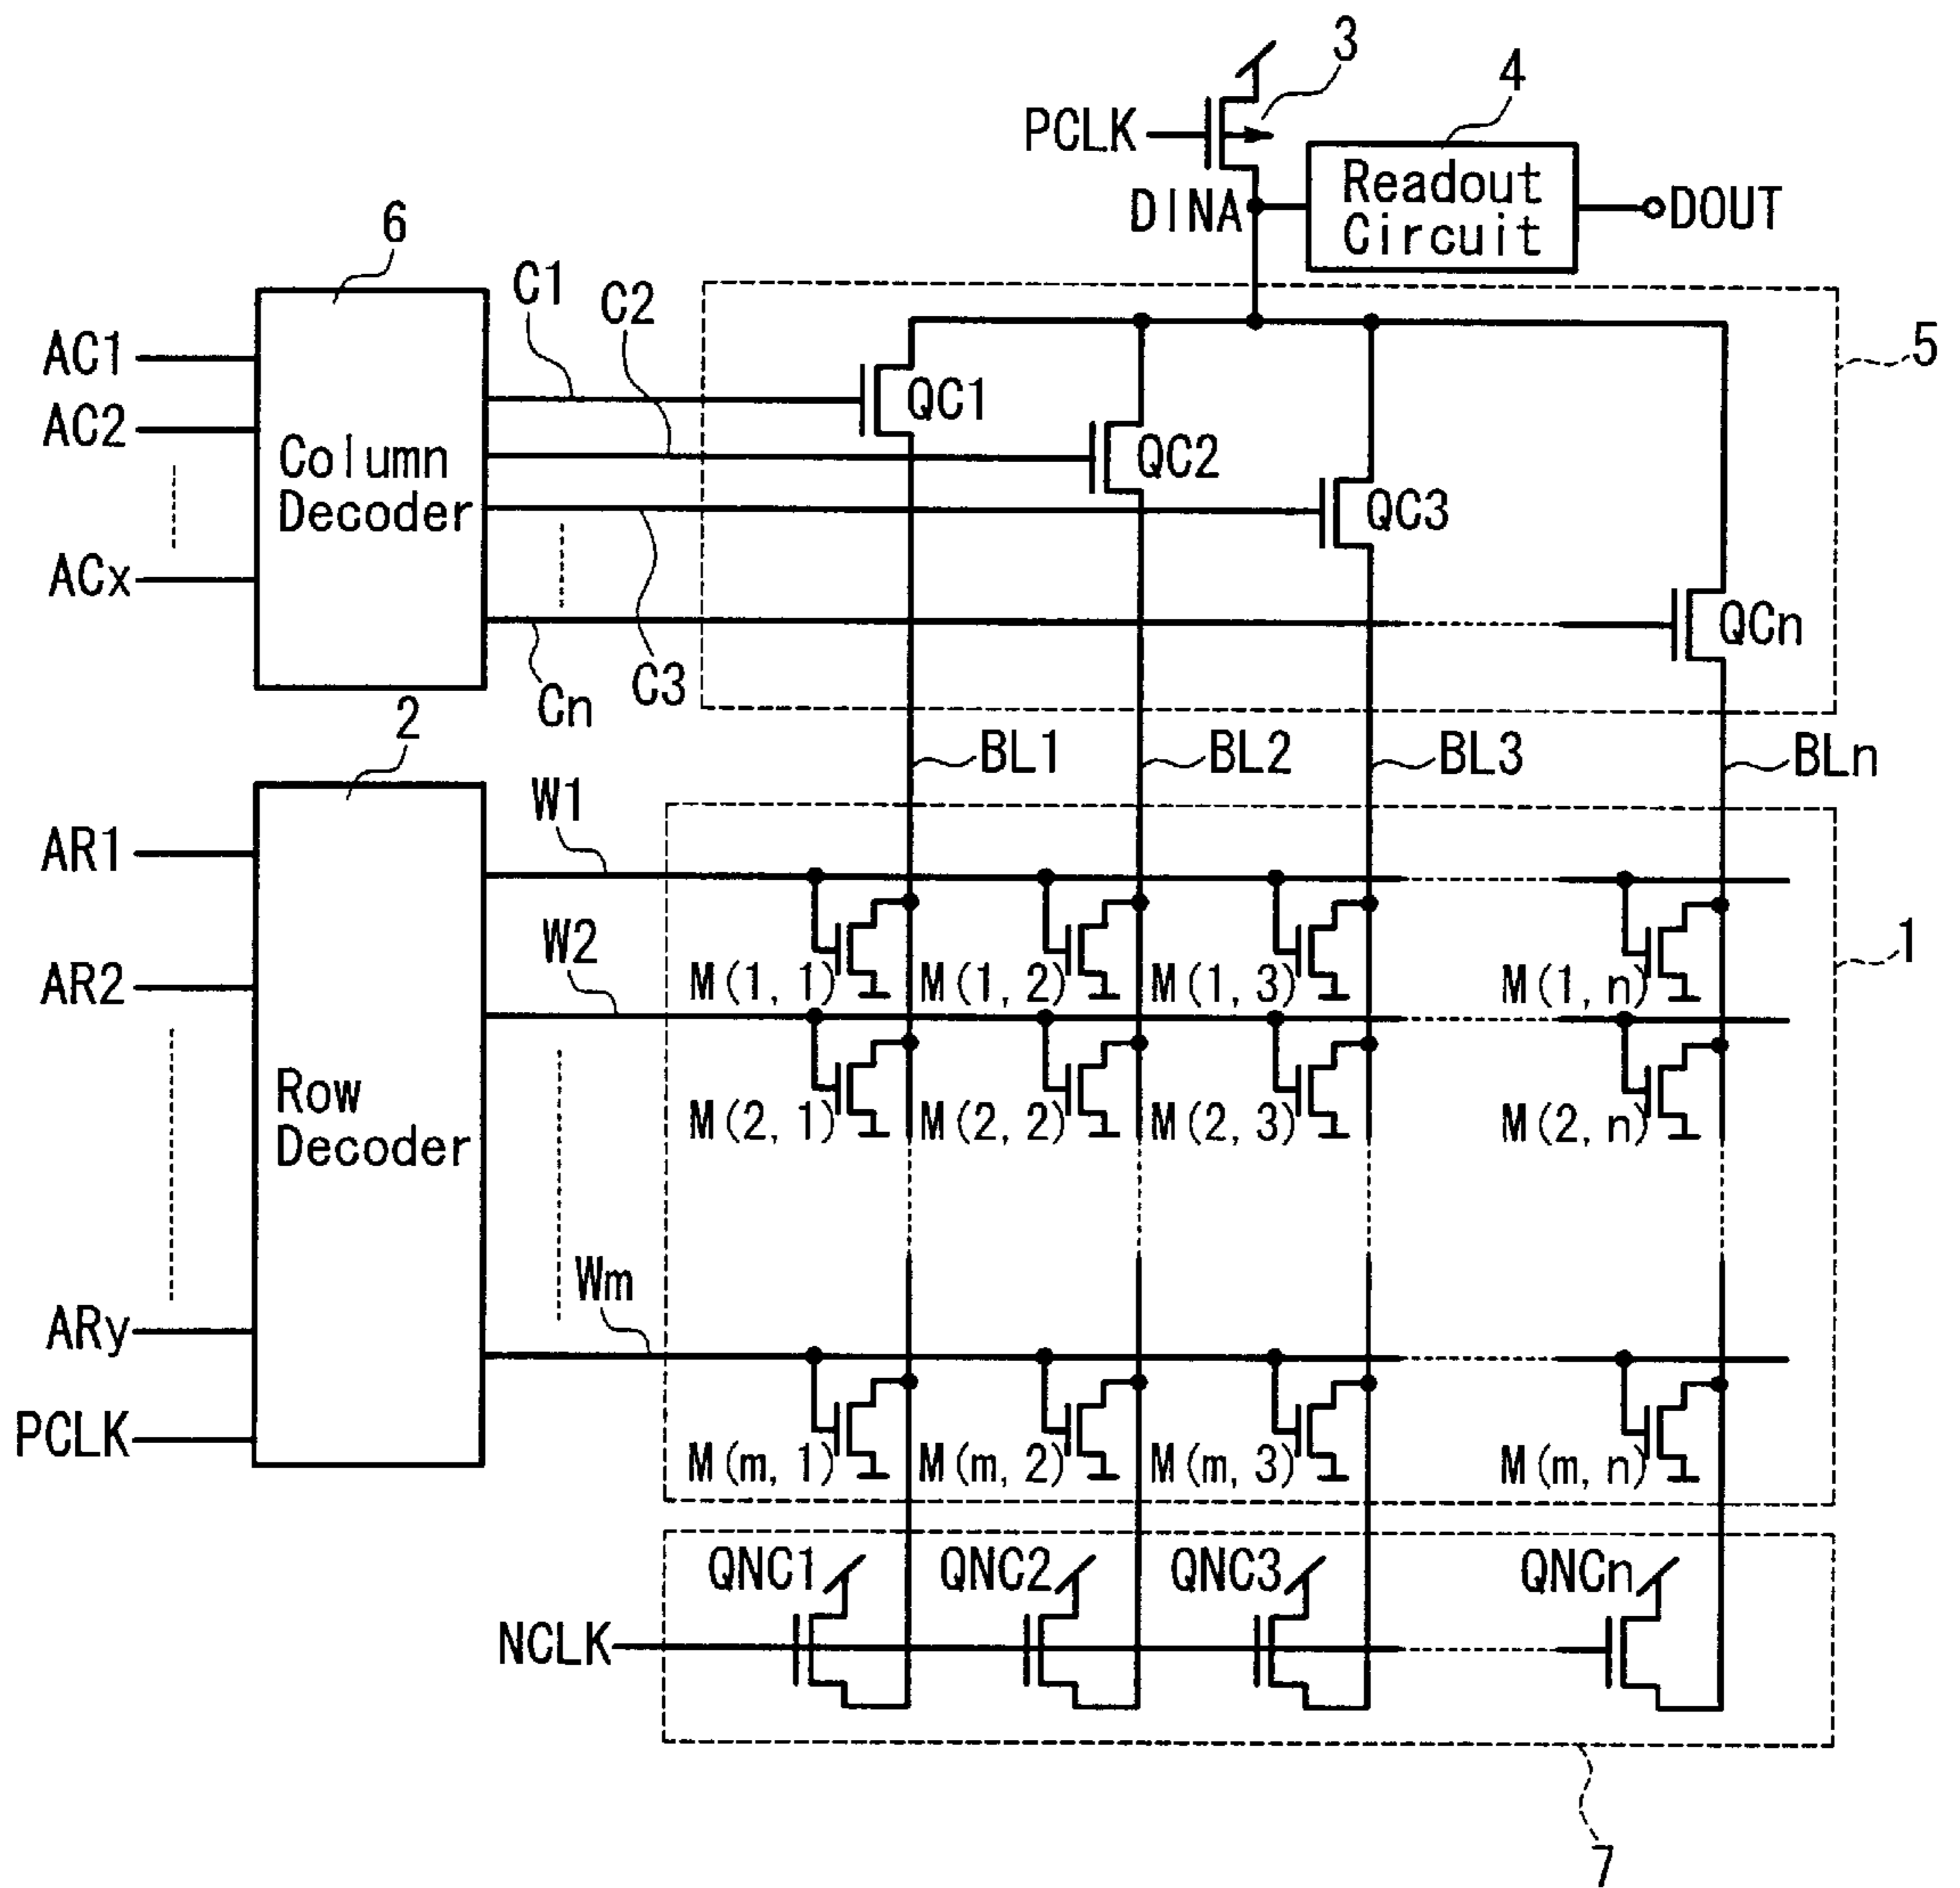 3
PCLK
4
Readout
Circuit
DINA
DOUT
6
C1
C2
AC1
AC2
ACx
Column
Decoder
QC1
QC2
QC3
QCn
5
C3
Cn
2
BL1
BL2
BL3
BLn
W1
AR1
W2
AR2
1
M(1, 1)
M(1, 2)
M(1, 3)
M(1, n)
Row
Decoder
M(2, 1)
M(2, 2)
M(2, 3)
M(2, n)
Wm
ARy
PCLK
M(m, 1)
M(m, 2)
M(m, 3)
M(m, n)
QNC1
QNC2
QNC3
QNCn
NCLK
7